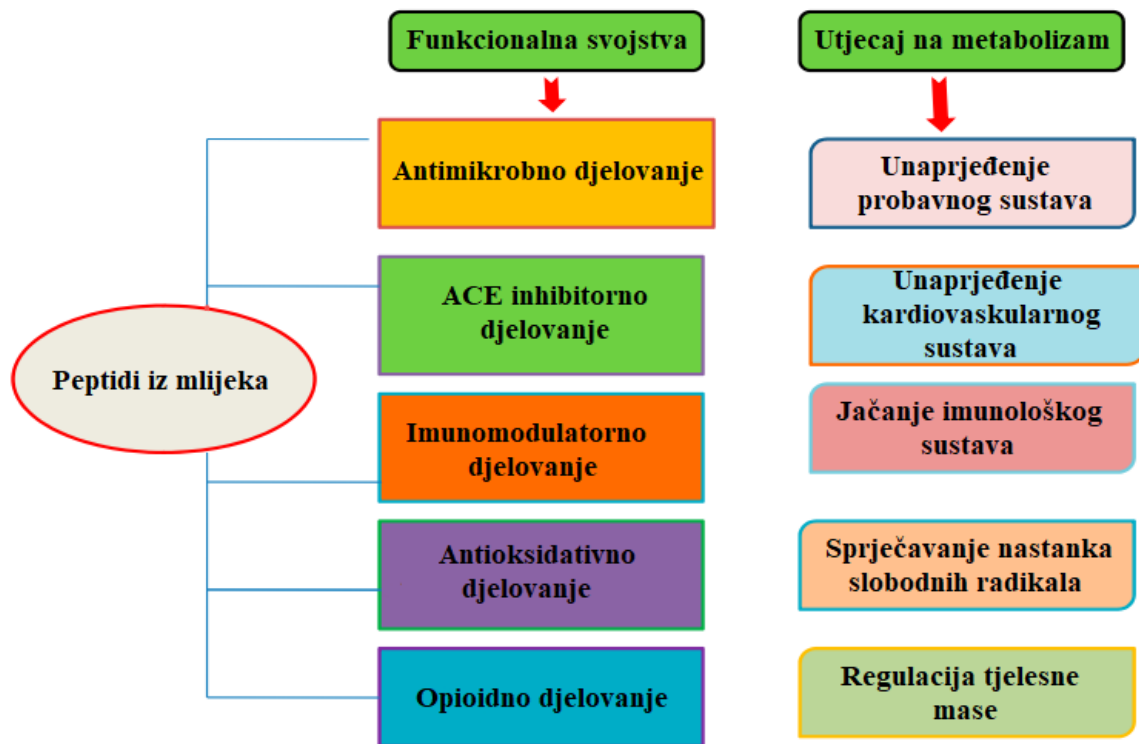 Funkcionalna svojstva
Utjecaj na metabolizam
Antimikrobno djelovanje
Unaprjeđenje
probavnog sustava
ACE inhibitorno
djelovanje
Unaprjeđenje
kardiovaskularnog
sustava
Peptidi iz mlijeka
Imunomodulatorno
djelovanje
Jačanje imunološkog
sustava
Antioksidativno
djelovanje
Sprječavanje nastanka
slobodnih radikala
Opioidno djelovanje
Regulacija tjelesne
mase